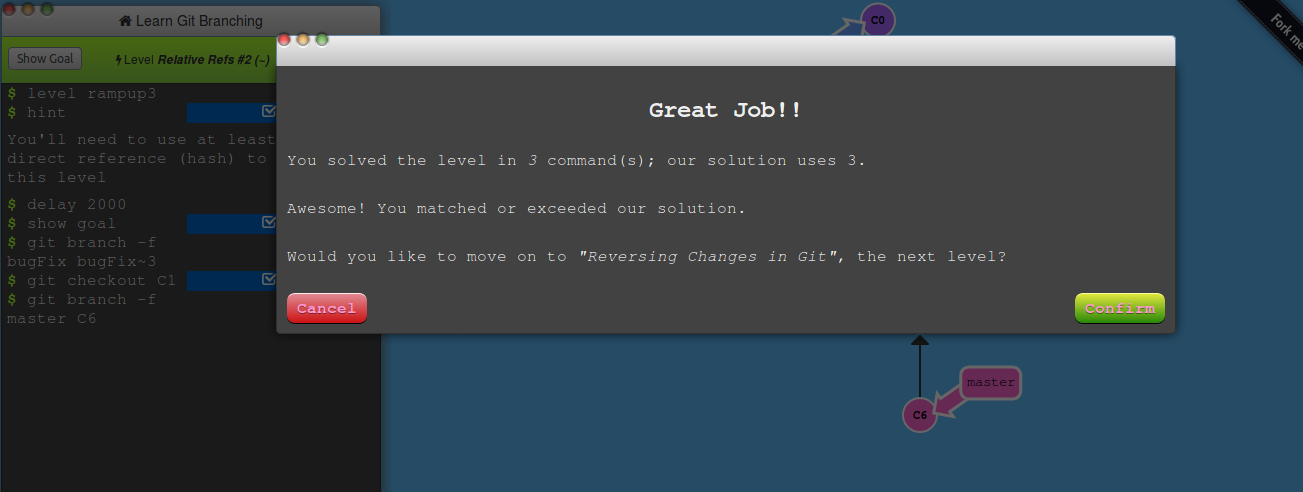 Learn Git Branching
Show Goal
Level Relative Refs #2 (~)
$ level rampup3
$ hint
You'll need to use at least
direct reference (hash) to
this level
$ delay 2000
$ show goal
$ git branch -f
bugFix bugFix~3
$ git checkout C1
$ git branch -f
master C6
Great Job!!
You solved the level in 3 command(s); our solution uses 3.
Awesome! You matched or exceeded our solution.
Would you like to move on to "Reversing Changes in Git", the next level?
Cancel
Confirm
C0
Fork me
master
C6